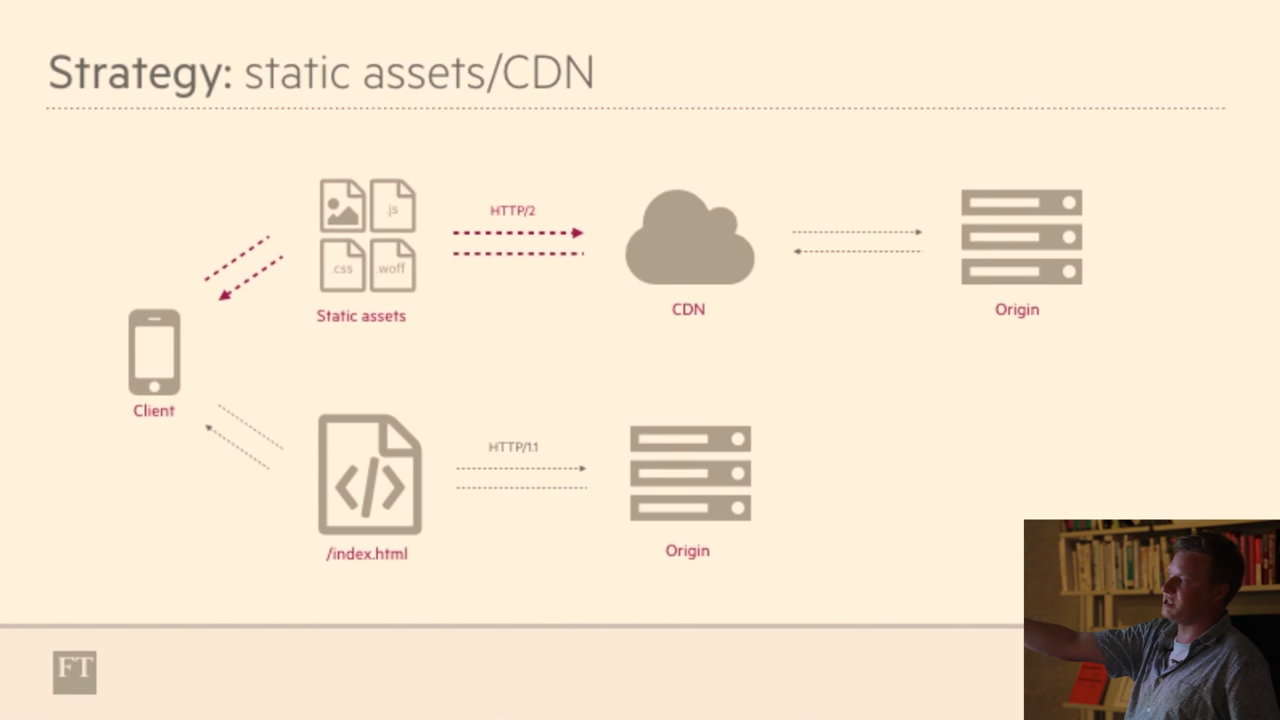 Strategy: static assets/CDN
HTTP/2
.js
.css
.woff
Static assets
CDN
Origin
Client
HTTP/1.1
/index.html
Origin
FT